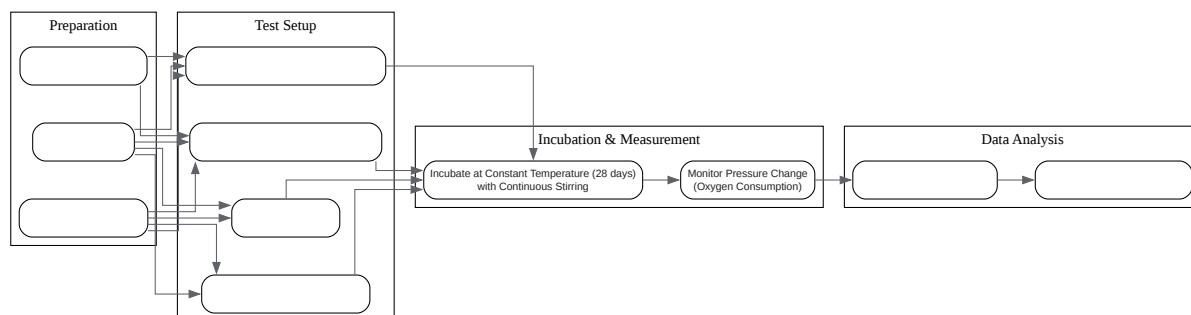 Preparation
Test Setup
Incubation & Measurement
Incubate at Constant Temperature (28 days)
with Continuous Stirring
Monitor Pressure Change
(Oxygen Consumption)
Data Analysis